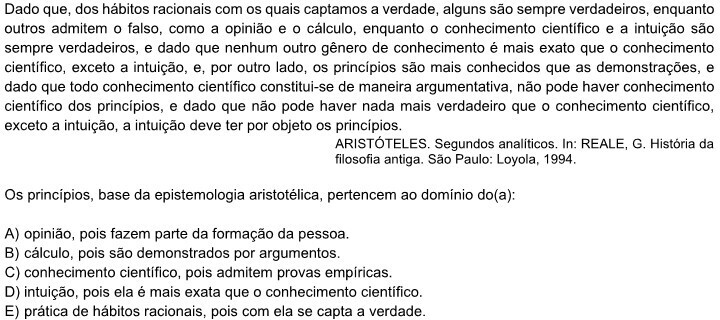 Dado que, dos hábitos racionais com os quais captamos a verdade, alguns são sempre verdadeiros, enquanto
outros admitem o falso, como a opinião e o cálculo, enquanto o conhecimento científico e a intuição são
sempre verdadeiros, e dado que nenhum outro gênero de conhecimento é mais exato que o conhecimento
científico, exceto a intuição, e, por outro lado, os princípios são mais conhecidos que as demonstrações, e
dado que todo conhecimento científico constitui-se de maneira argumentativa, não pode haver conhecimento
científico dos princípios, e dado que não pode haver nada mais verdadeiro que o conhecimento científico,
exceto a intuição, a intuição deve ter por objeto os princípios.
ARISTÓTELES. Segundos analíticos. In: REALE, G. História da
filosofia antiga. São Paulo: Loyola, 1994.
Os princípios, base da epistemologia aristotélica, pertencem ao domínio do(a):
A) opinião, pois fazem parte da formação da pessoa.
B) cálculo, pois são demonstrados por argumentos.
C) conhecimento científico, pois admitem provas empíricas.
D) intuição, pois ela é mais exata que o conhecimento científico.
E) prática de hábitos racionais, pois com ela se capta a verdade.